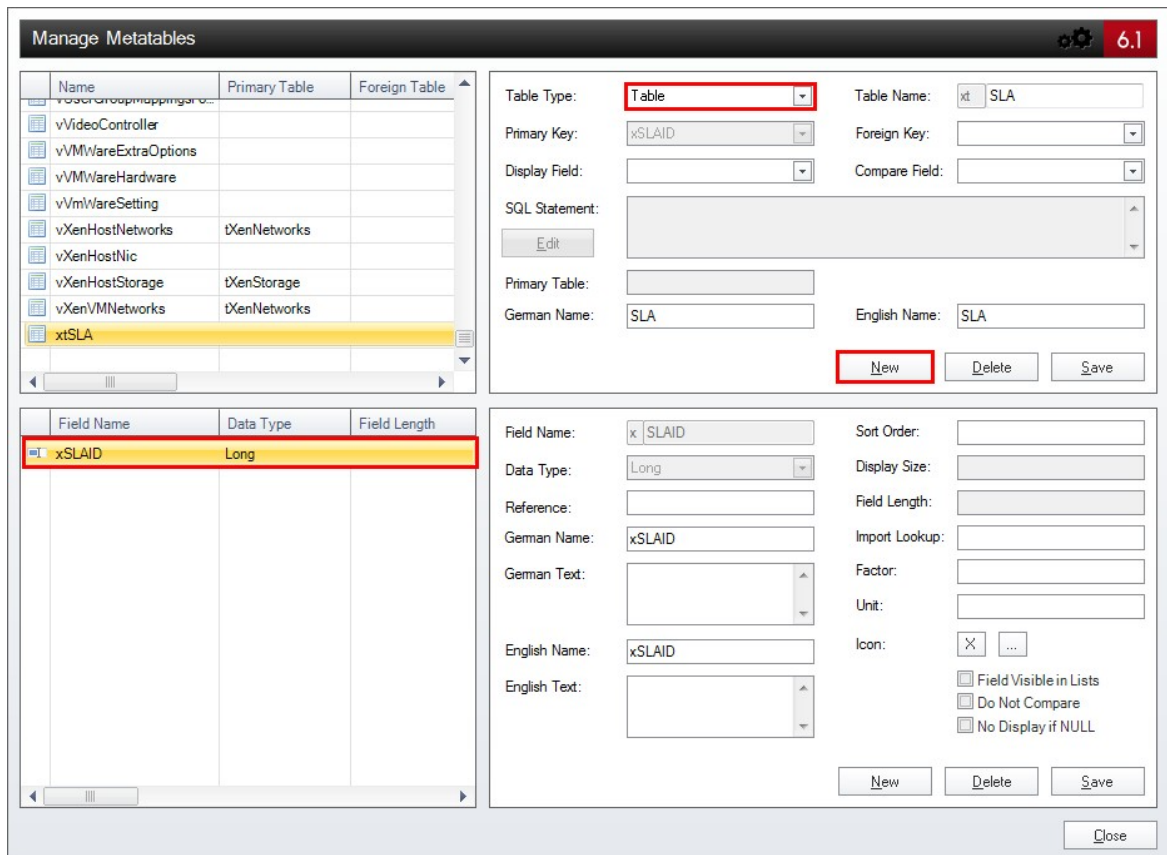 Manage Metatables
6.1
Name Primary Table Foreign Table
vVideoController
vVMWareExtraOptions
vVMWareHardware
vVmWareSetting
vXenHostNetworks tXenNetworks
vXenHostNic
vXenHostStorage tXenStorage
vXenVMNetworks tXenNetworks
xtSLA
Table Type: Table Table Name: xt SLA
Primary Key: xSLAID Foreign Key:
Display Field: Compare Field:
SQL Statement:
Edit
Primary Table:
German Name: SLA English Name: SLA
New Delete Save
Field Name Data Type Field Length
xSLAID Long
Field Name: x SLAID Sort Order:
Data Type: Long Display Size:
Reference: Field Length:
German Name: xSLAID Import Lookup:
German Text: Factor:
Unit:
English Name: xSLAID Icon: X ...
English Text: Field Visible in Lists
Do Not Compare
No Display if NULL
New Delete Save
Close